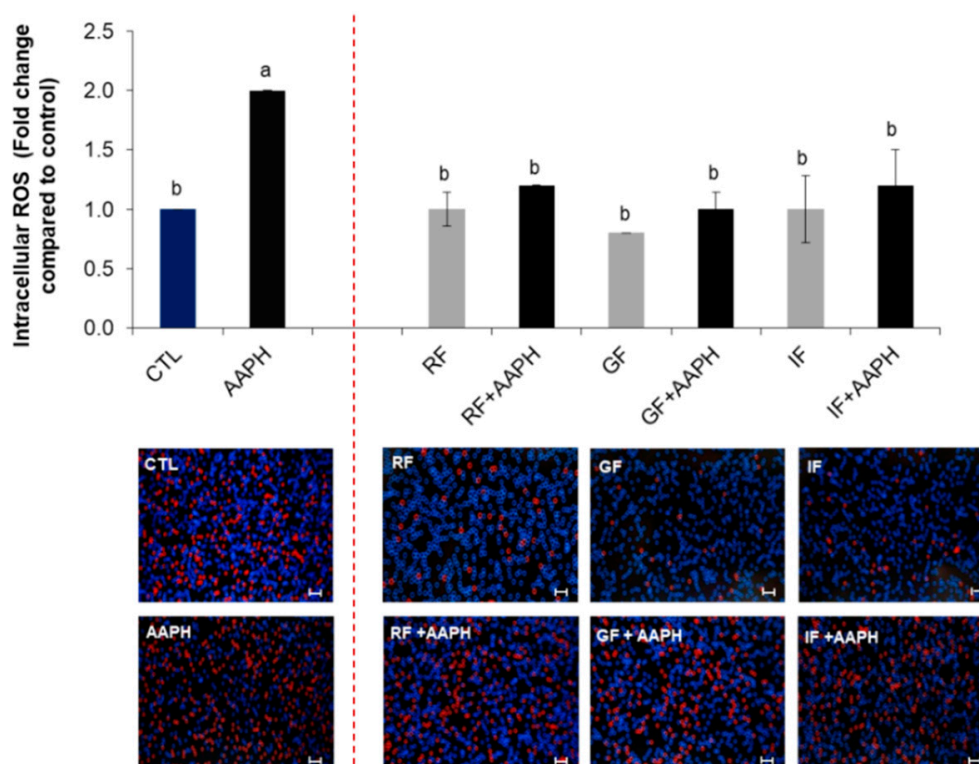 Intracellular ROS (Fold change
compared to control)
2.5
2.0
1.5
1.0
0.5
0.0
b
a
b
b
b
b
b
b
CTL
AAPH
RF
RF+AAPH
GF
GF+AAPH
IF
IF+AAPH
CTL
RF
GF
IF
AAPH
RF +AAPH
GF + AAPH
IF +AAPH